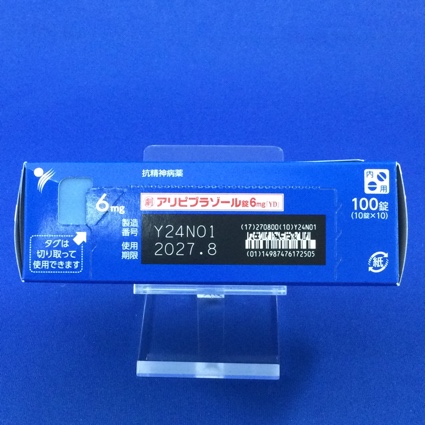 抗精神病薬
内用
6mg
劇 アリピプラゾール錠6mg「YD」
100錠
(10錠×10)
製造番号 Y24N01
使用期限 2027.8
(17)270800(10)Y24N01
(01)14987476172505
タグは
切り取って
使用できます
紙